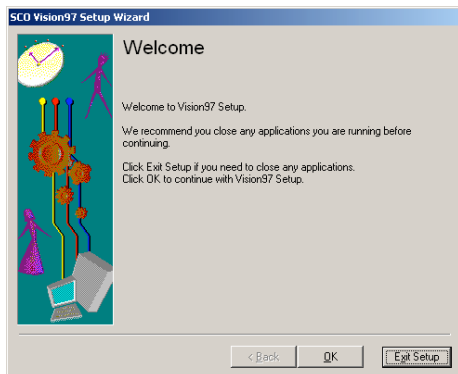 SCO Vision97 Setup Wizard
Welcome
Welcome to Vision97 Setup.
We recommend you close any applications you are running before
continuing.
Click Exit Setup if you need to close any applications.
Click OK to continue with Vision97 Setup.
< Back
OK
Exit Setup